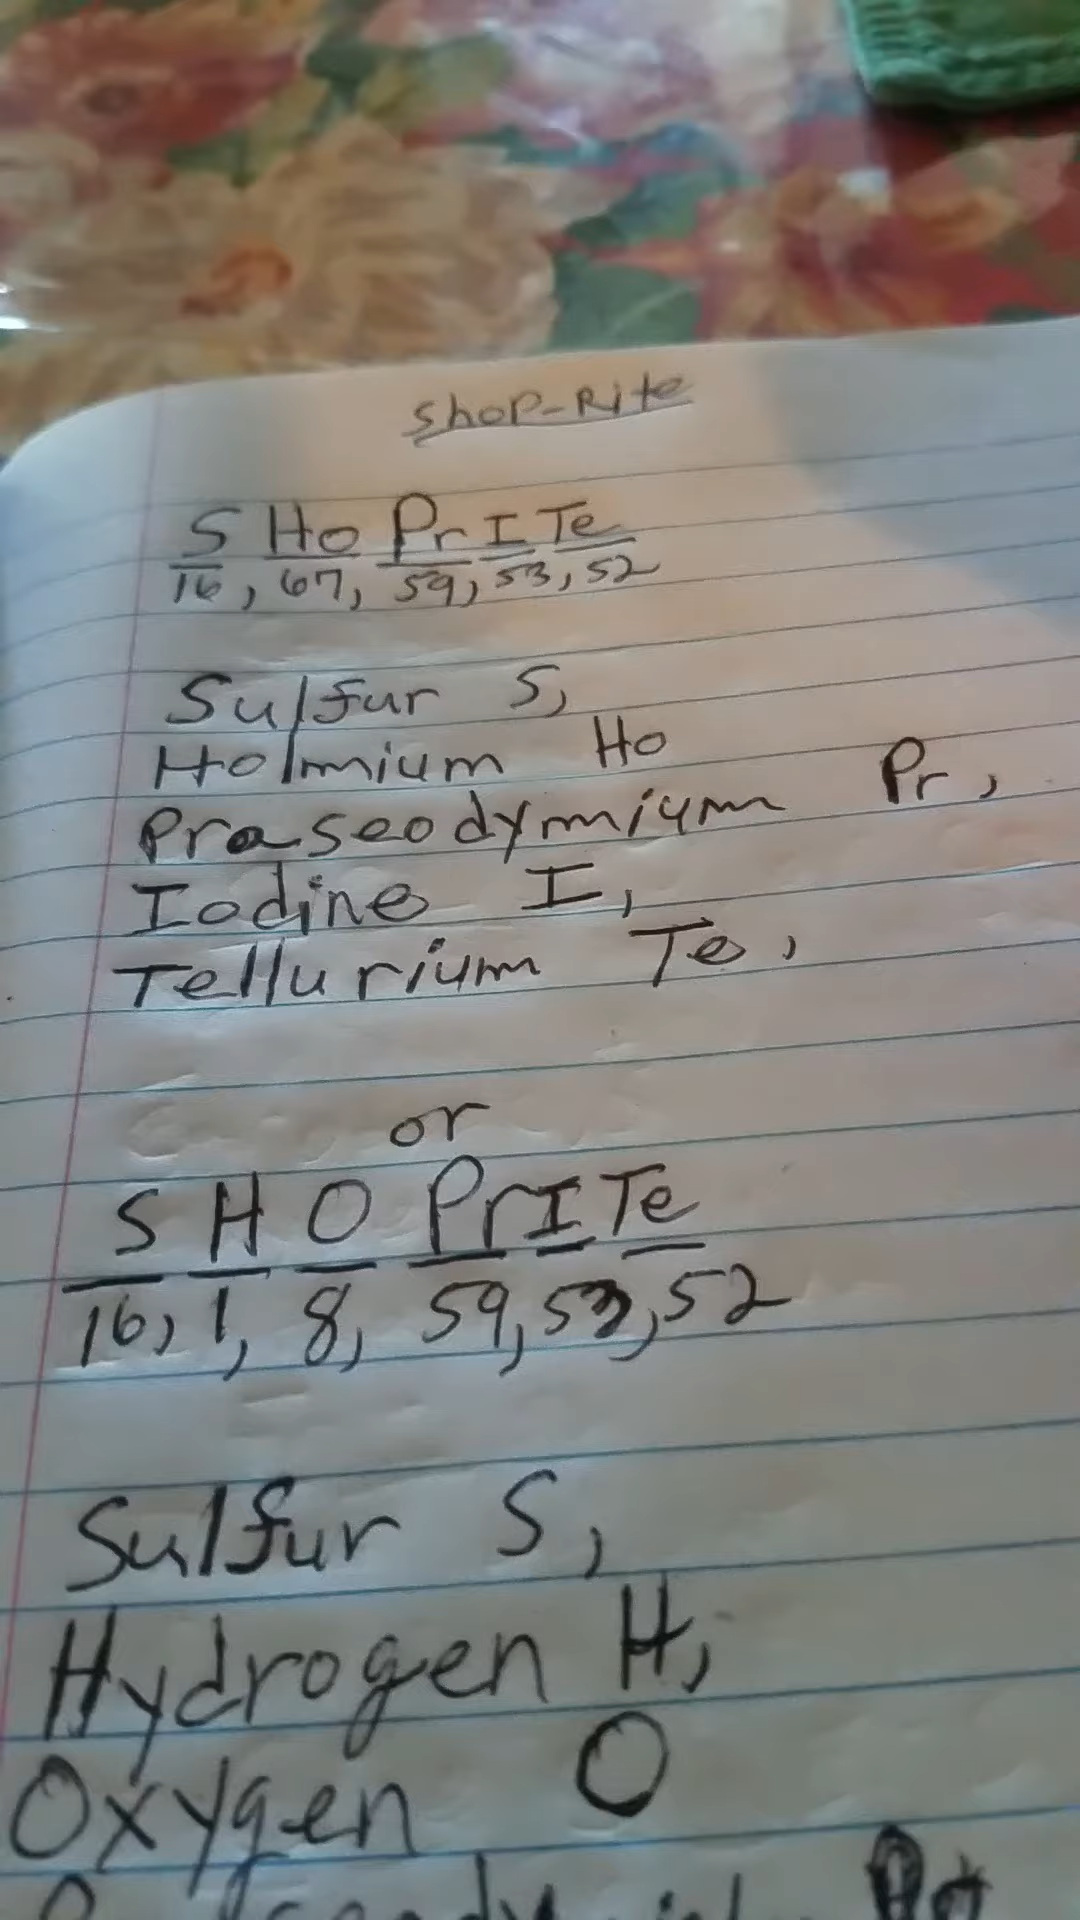 Shop-Rite
S Ho Pr I Te
16, 67, 59, 53, 52
Sulfur S,
Holmium Ho
Praseodymium Pr,
Iodine I,
Tellurium Te,
or
S H O Pr I Te
16, 1, 8, 59, 53, 52
Sulfur S,
Hydrogen H,
Oxygen O